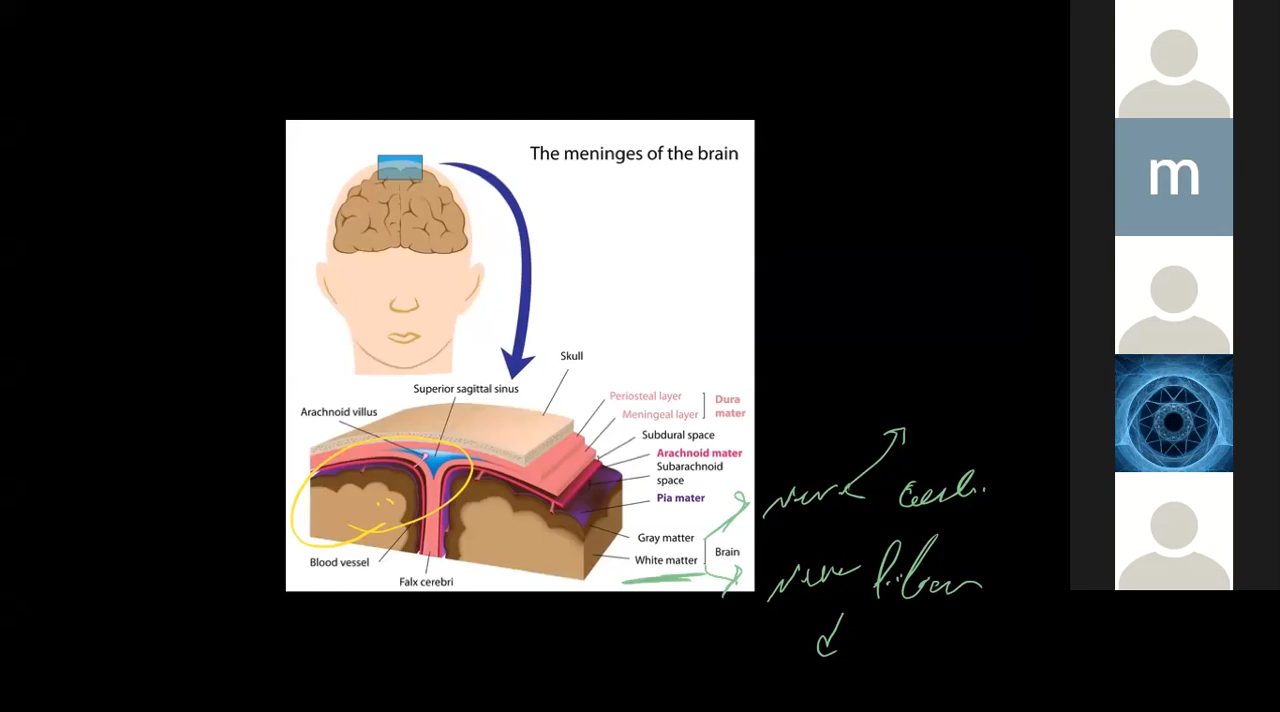 The meninges of the brain
Skull
Superior sagittal sinus
Arachnoid villus
Periosteal layer
Meningeal layer
Dura
mater
Subdural space
Arachnoid mater
Subarachnoid
space
Pia mater
Gray matter
White matter
Brain
Blood vessel
Falx cerebri
nerve
nerve fiber
m